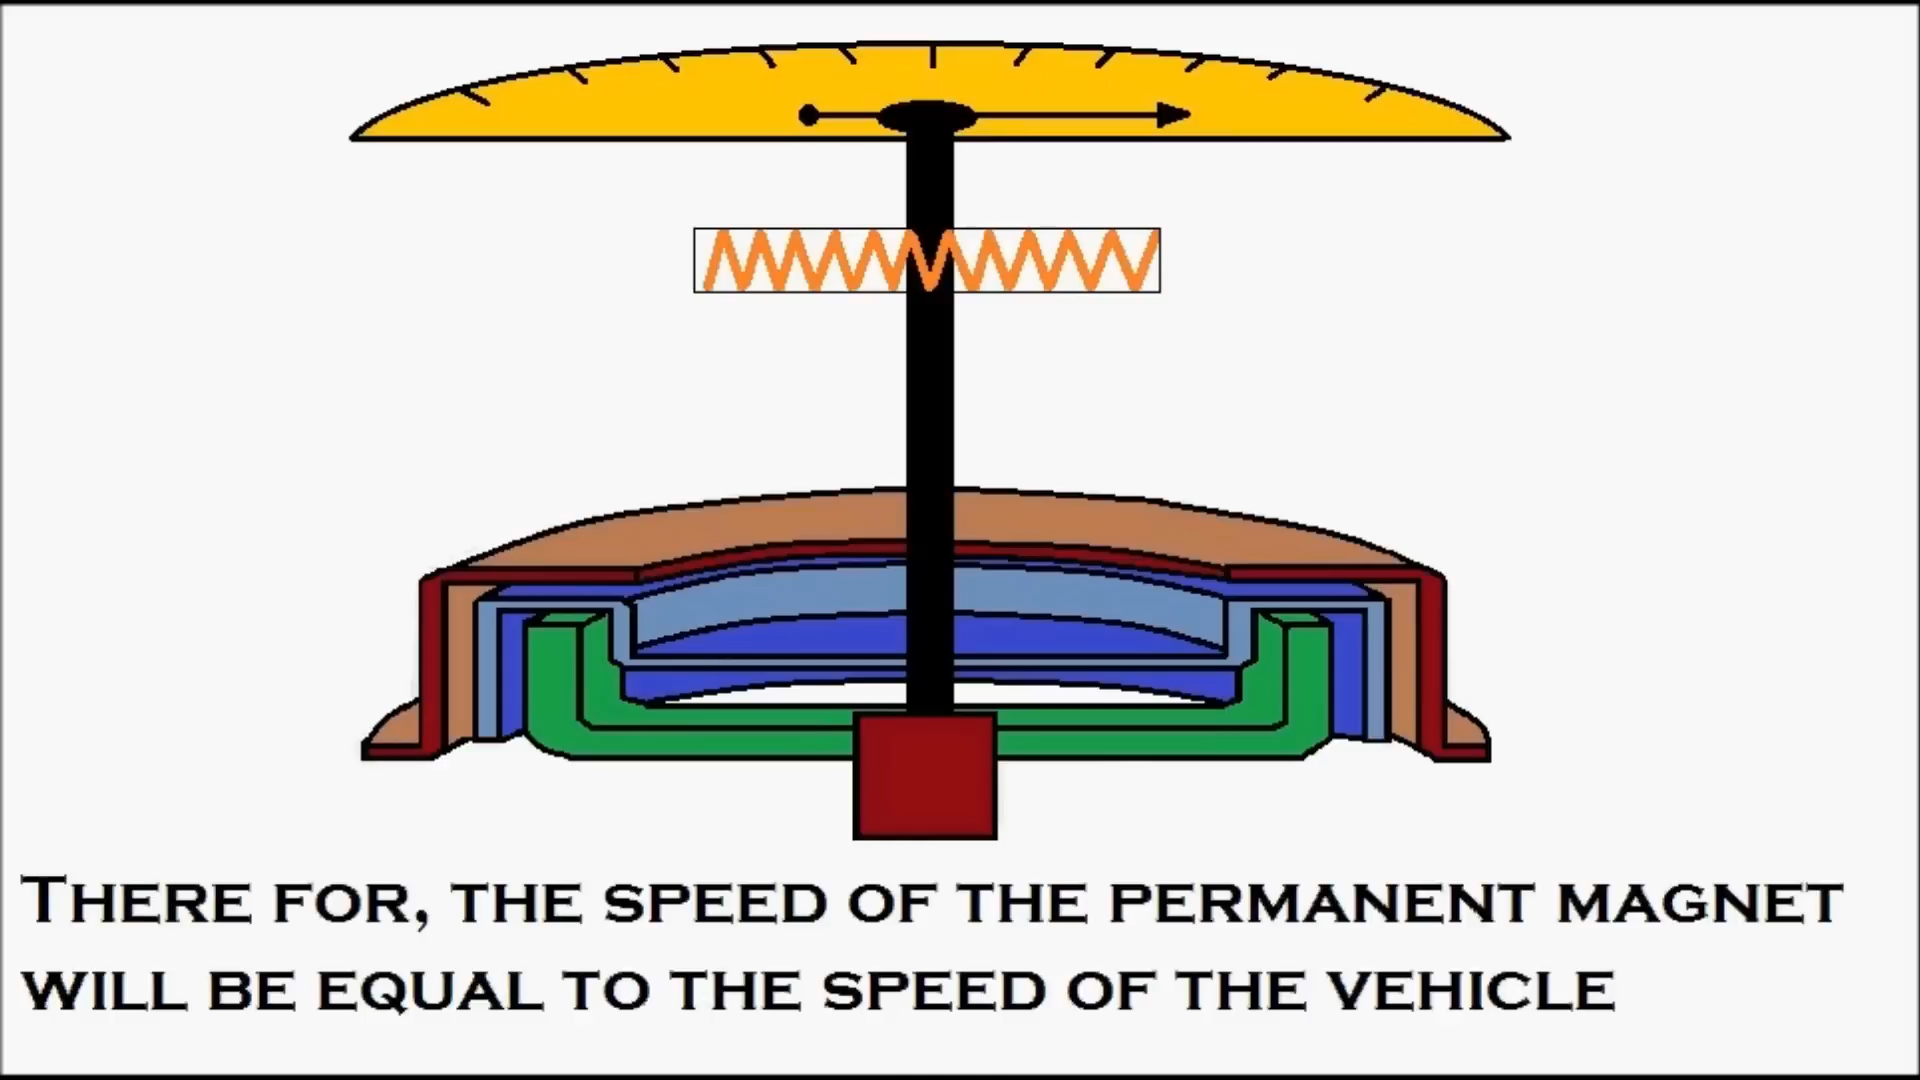 There for, the speed of the permanent magnet
will be equal to the speed of the vehicle